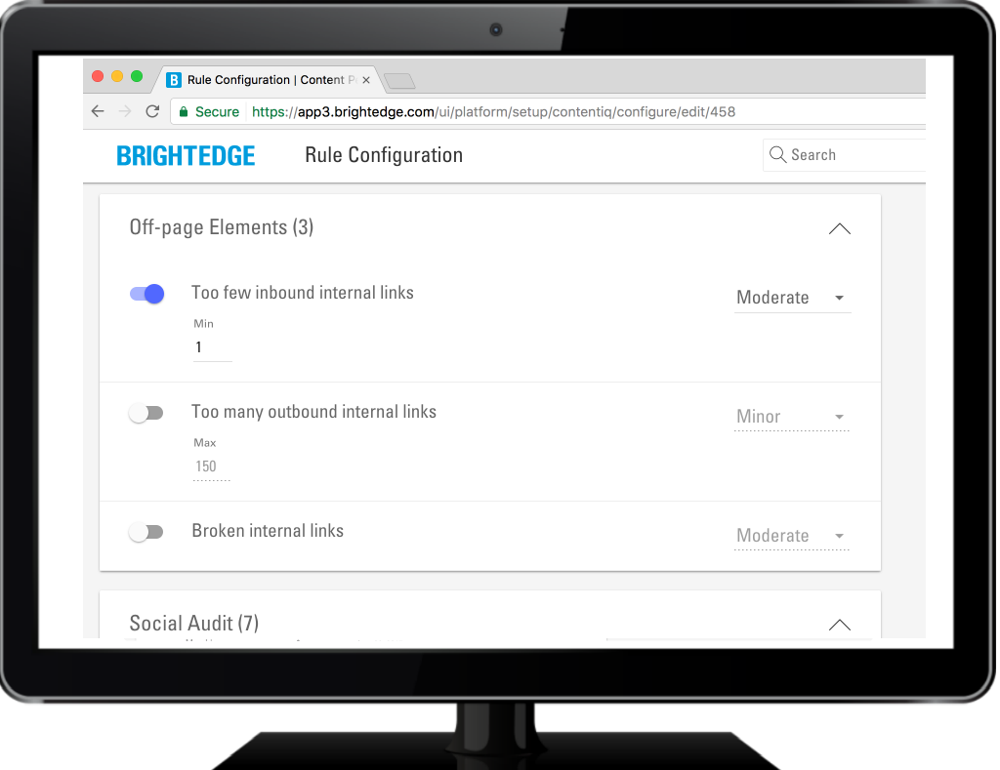 B Rule Configuration | Content P
Secure https://app3.brightedge.com/ui/platform/setup/contentiq/configure/edit/458
BRIGHTEDGE Rule Configuration Search
Off-page Elements (3)
Too few inbound internal links Moderate
Min
1
Too many outbound internal links Minor
Max
150
Broken internal links Moderate
Social Audit (7)